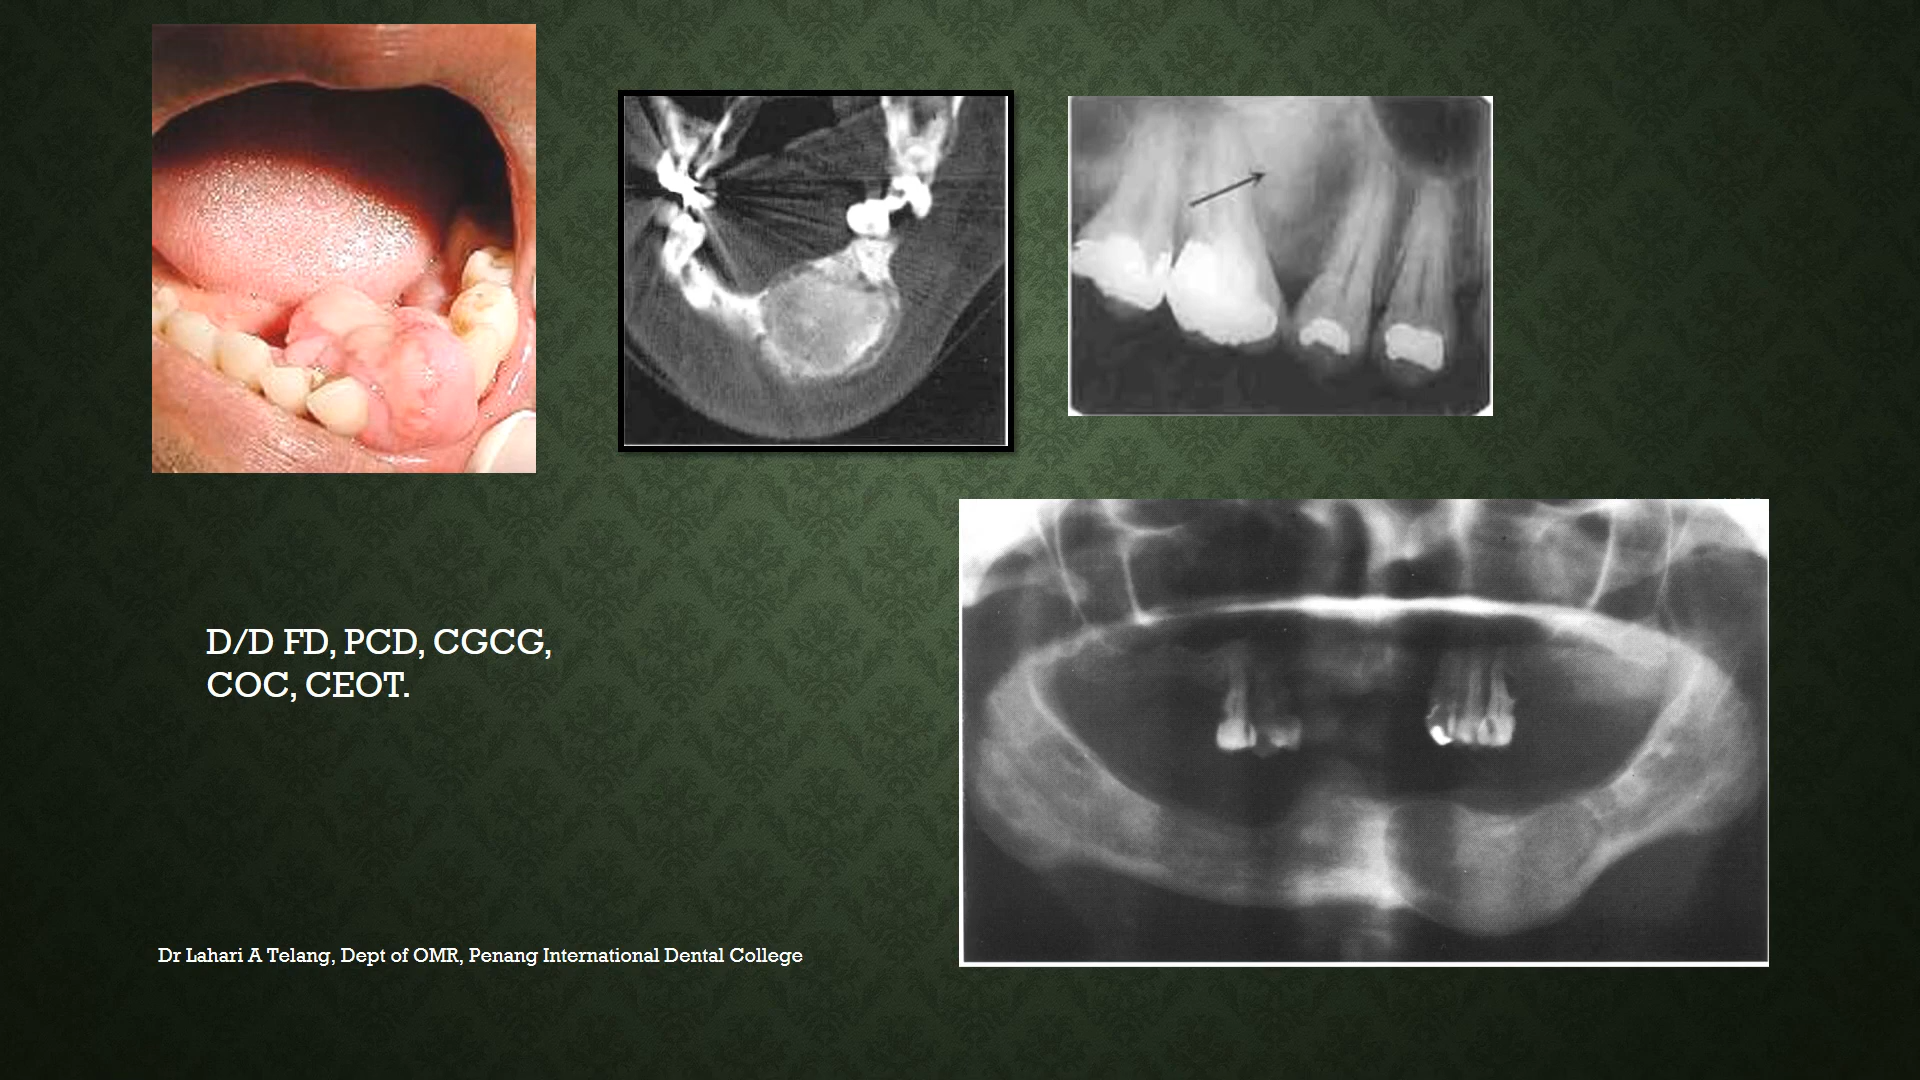 D/D FD, PCD, CGCG,
COC, CEOT.
Dr Lahari A Telang, Dept of OMR, Penang International Dental College